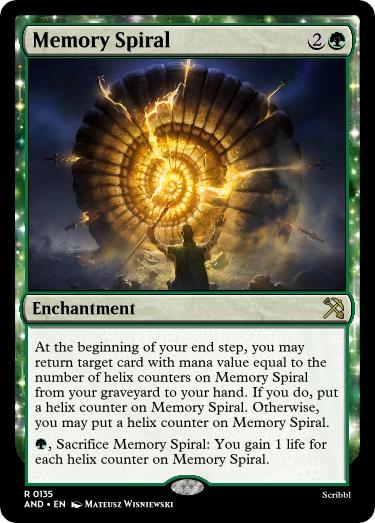 Memory Spiral 2
Enchantment
At the beginning of your end step, you may
return target card with mana value equal to the
number of helix counters on Memory Spiral
from your graveyard to your hand. If you do, put
a helix counter on Memory Spiral. Otherwise,
you may put a helix counter on Memory Spiral.
, Sacrifice Memory Spiral: You gain 1 life for
each helix counter on Memory Spiral.
R 0135
Scribbl
AND • EN Mateusz Wisniewski